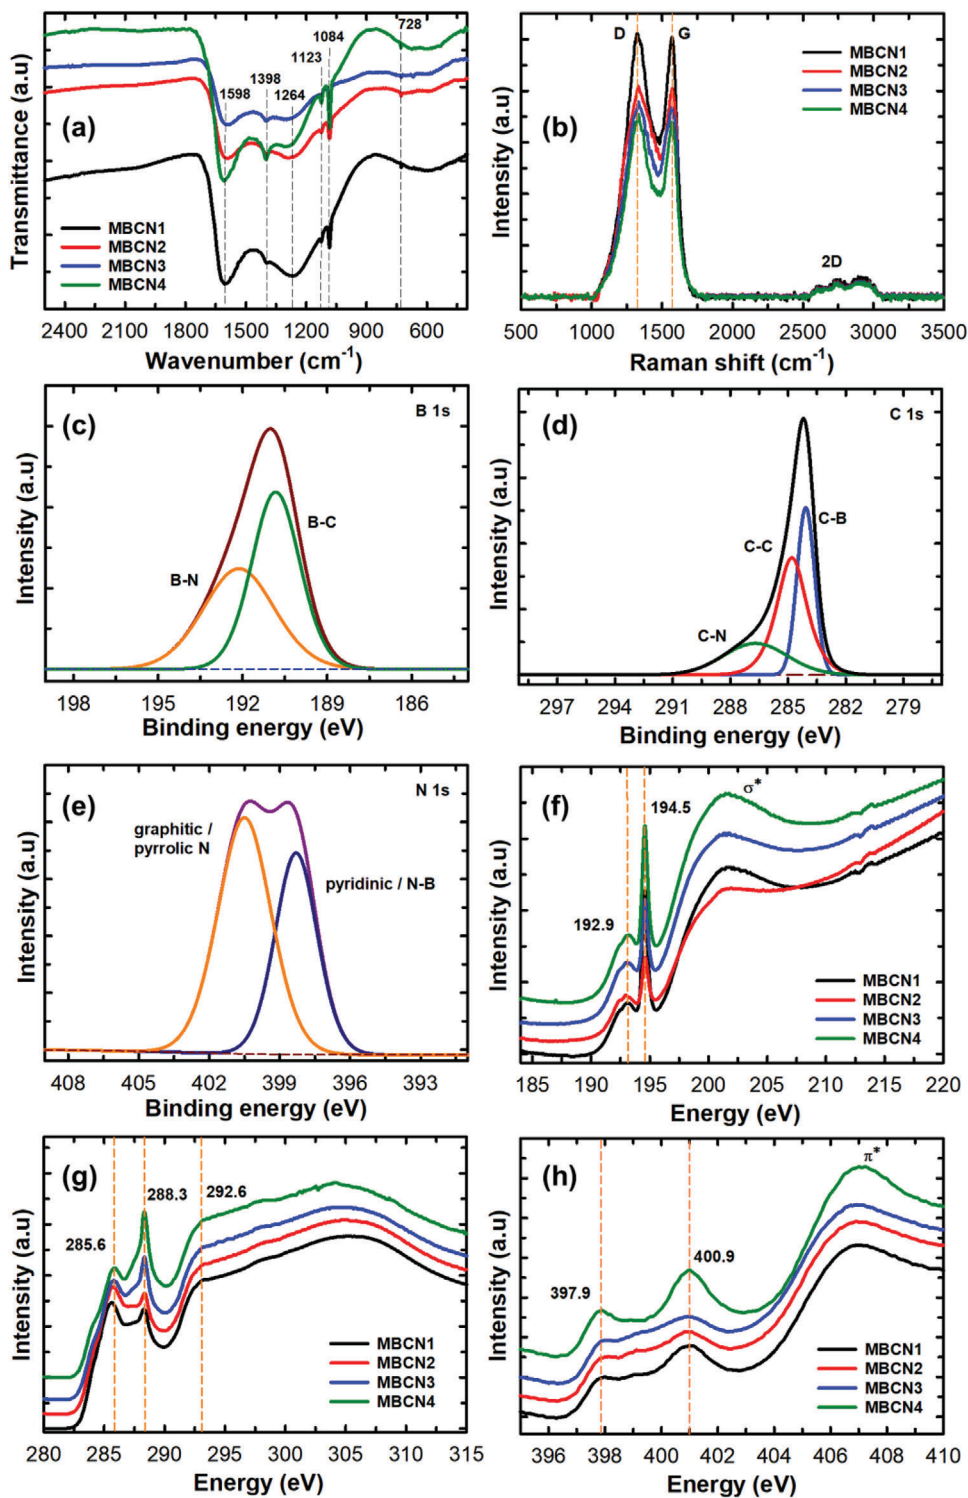 (a)
Transmittance (a.u)
1598
1398
1264
1123
1084
728
MBCN1
MBCN2
MBCN3
MBCN4
2400 2100 1800 1500 1200 900 600
Wavenumber (cm⁻¹)
(b)
Intensity (a.u)
D
G
2D
MBCN1
MBCN2
MBCN3
MBCN4
500 1000 1500 2000 2500 3000 3500
Raman shift (cm⁻¹)
(c)
B 1s
Intensity (a.u)
B-N
B-C
198 195 192 189 186
Binding energy (eV)
(d)
C 1s
Intensity (a.u)
C-B
C-C
C-N
297 294 291 288 285 282 279
Binding energy (eV)
(e)
N 1s
Intensity (a.u)
graphitic /
pyrrolic N
pyridinic / N-B
408 405 402 399 396 393
Binding energy (eV)
(f)
σ*
Intensity (a.u)
194.5
192.9
MBCN1
MBCN2
MBCN3
MBCN4
185 190 195 200 205 210 215 220
Energy (eV)
(g)
Intensity (a.u)
288.3
292.6
285.6
MBCN1
MBCN2
MBCN3
MBCN4
280 285 290 295 300 305 310 315
Energy (eV)
(h)
π*
Intensity (a.u)
400.9
397.9
MBCN1
MBCN2
MBCN3
MBCN4
396 398 400 402 404 406 408 410
Energy (eV)